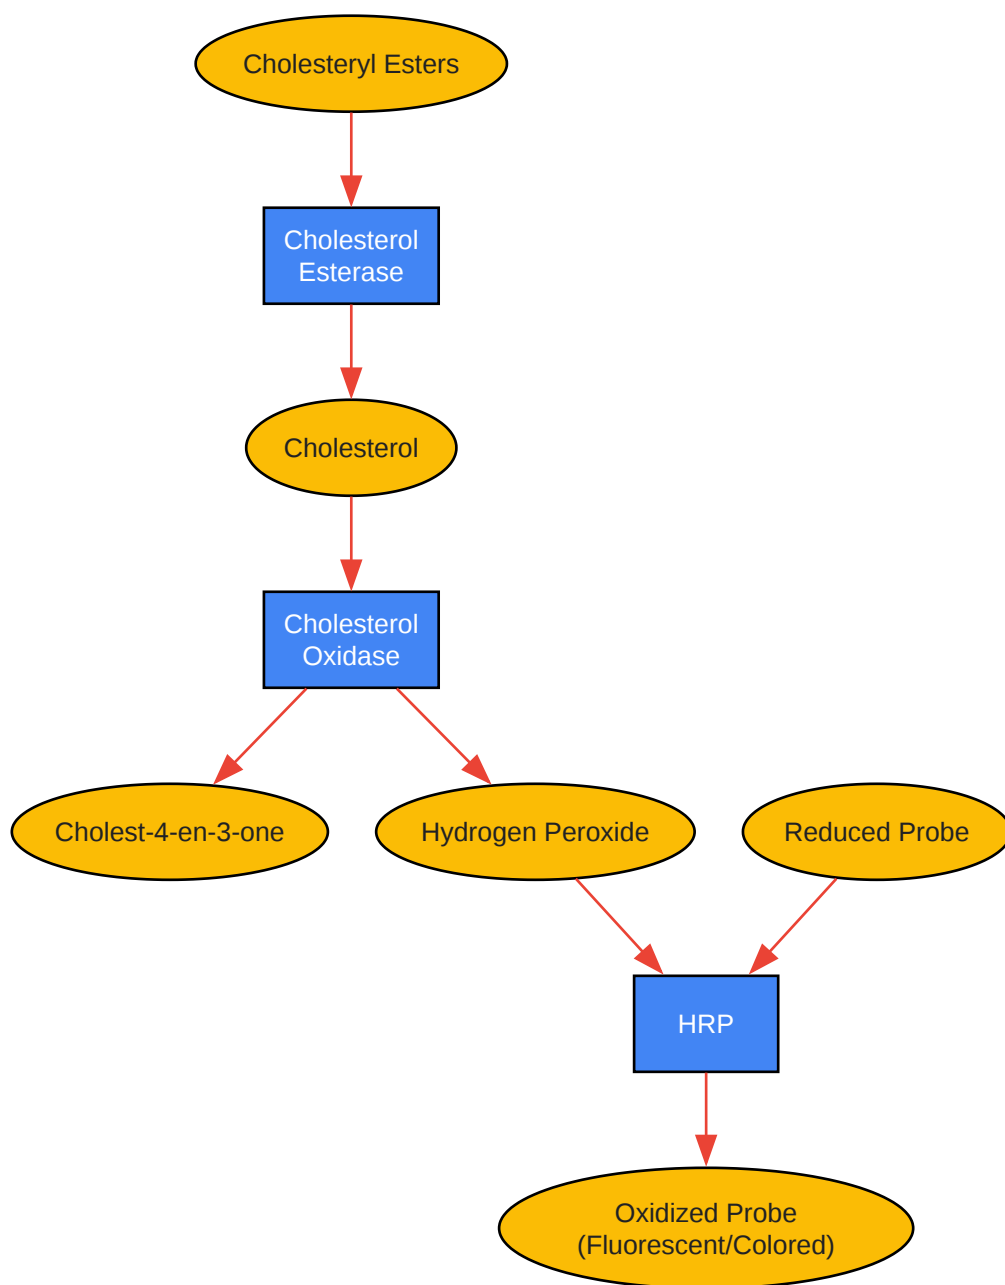 Cholesteryl Esters
Cholesterol
Esterase
Cholesterol
Cholesterol
Oxidase
Cholest-4-en-3-one
Hydrogen Peroxide
Reduced Probe
HRP
Oxidized Probe
(Fluorescent/Colored)